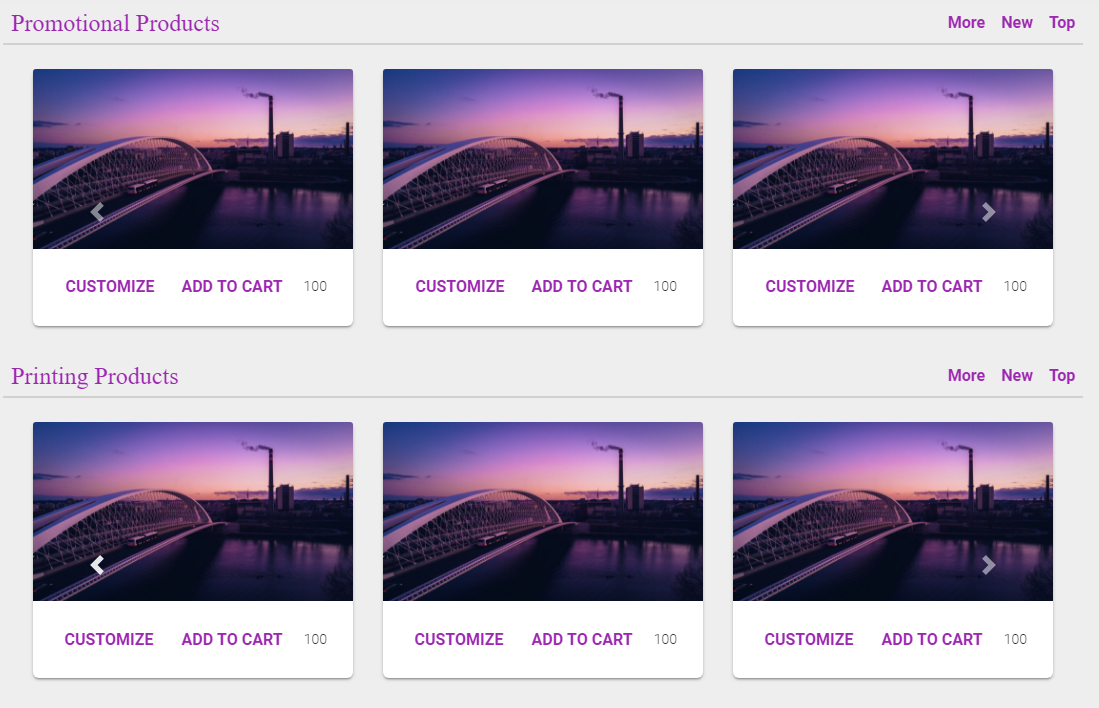 Promotional Products More New Top
CUSTOMIZE ADD TO CART 100 CUSTOMIZE ADD TO CART 100 CUSTOMIZE ADD TO CART 100
Printing Products More New Top
CUSTOMIZE ADD TO CART 100 CUSTOMIZE ADD TO CART 100 CUSTOMIZE ADD TO CART 100